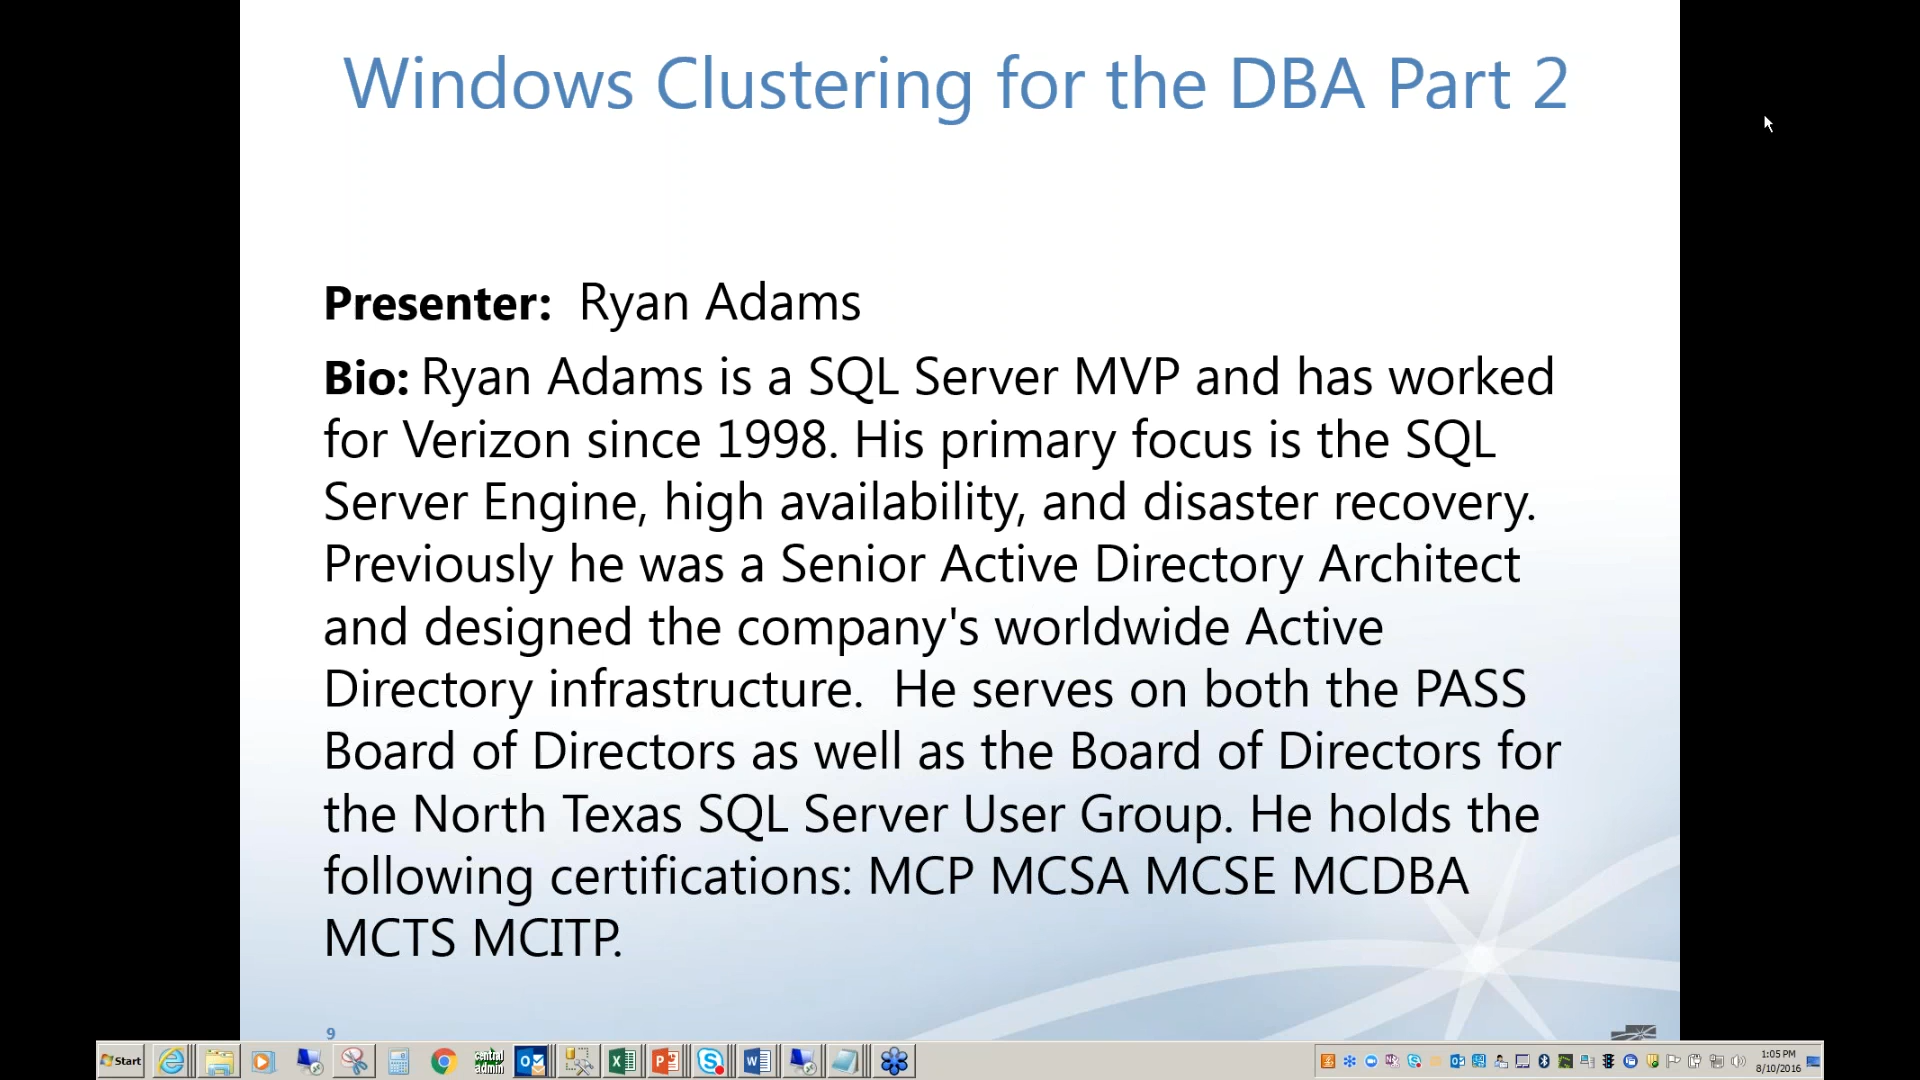 Windows Clustering for the DBA Part 2
Presenter: Ryan Adams
Bio: Ryan Adams is a SQL Server MVP and has worked
for Verizon since 1998. His primary focus is the SQL
Server Engine, high availability, and disaster recovery.
Previously he was a Senior Active Directory Architect
and designed the company's worldwide Active
Directory infrastructure.  He serves on both the PASS
Board of Directors as well as the Board of Directors for
the North Texas SQL Server User Group. He holds the
following certifications: MCP MCSA MCSE MCDBA
MCTS MCITP.
9
Start
central
admin
1:05 PM
8/10/2016